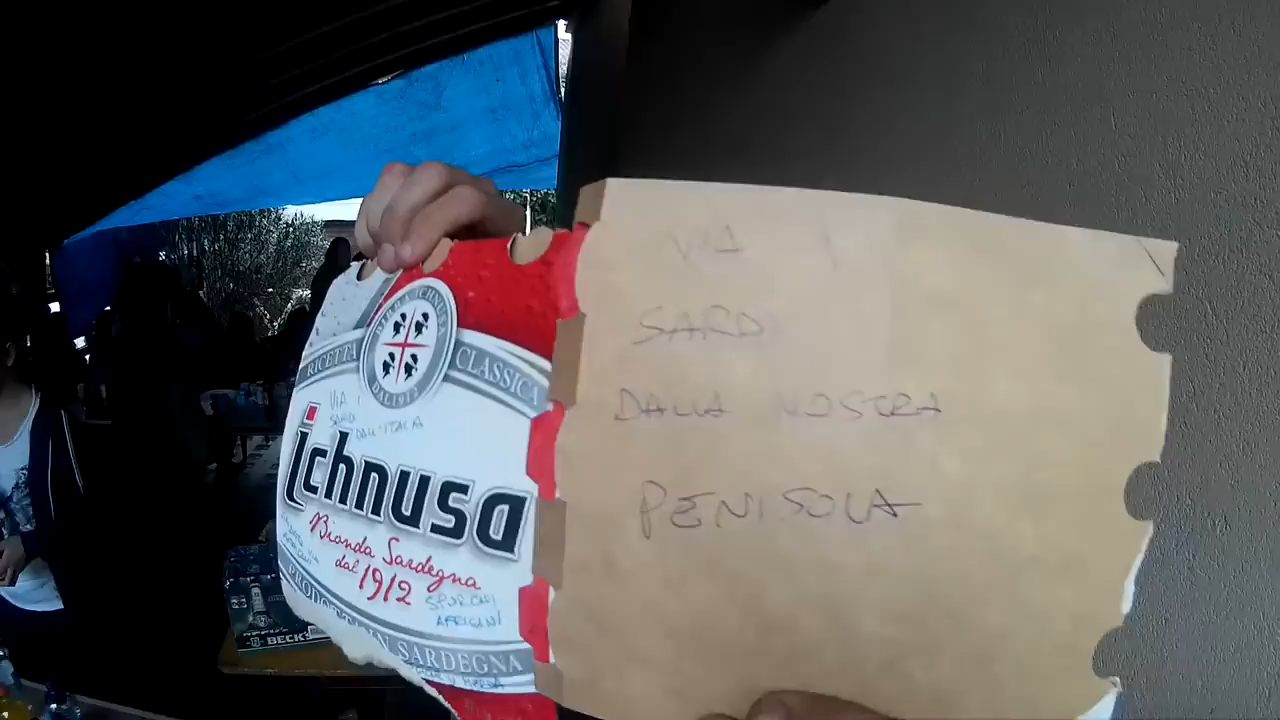 BIRRA ICHNUSA
DAL 1912
RICETTA CLASSICA
VIA I
SARDI
DALL'ITALIA
ichnusa
Bionda Sardegna
dal 1912
SPORCHI
AFRICANI
PRODOTTA IN SARDEGNA
VIA I
SARDI
DALLA NOSTRA
PENISOLA
BECK'S